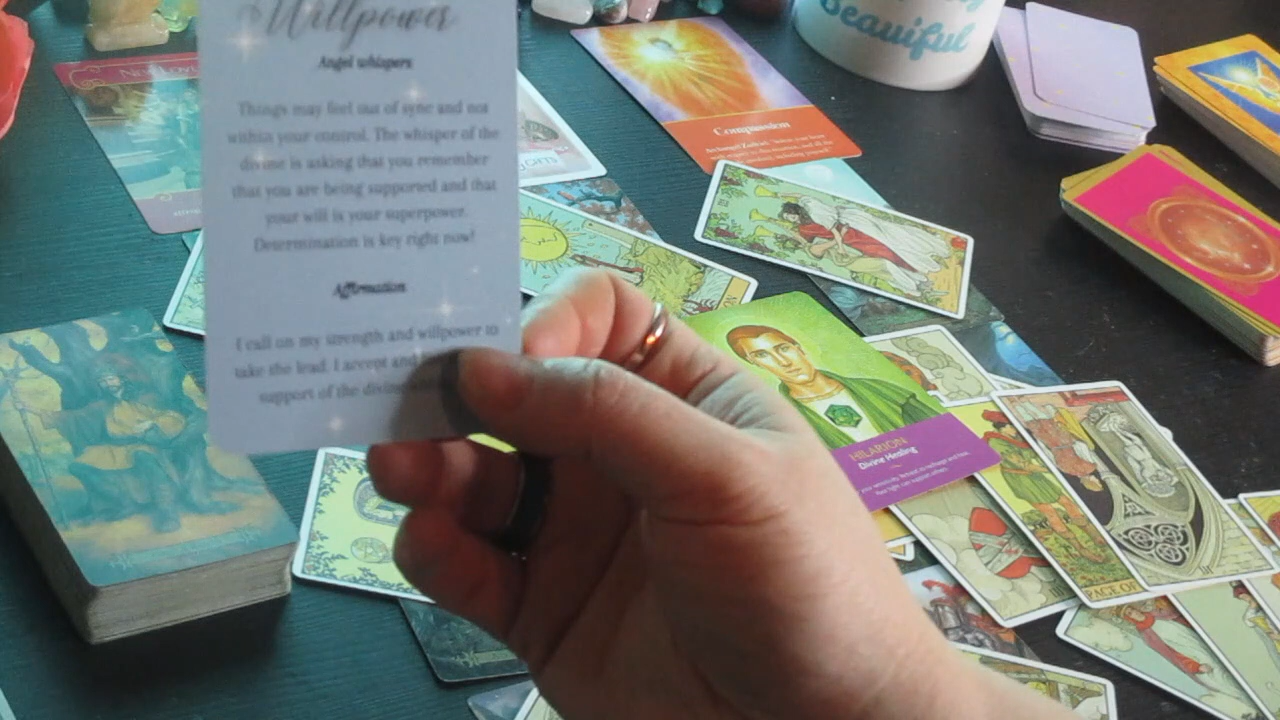 Willpower
Angel whispers
Things may feel out of sync and not
within your control. The whisper of the
divine is asking that you remember
that you are being supported and that
your will is your superpower.
Determination is key right now!
Affirmation
I call on my strength and willpower to
take the lead. I accept and
support of the divine
Beautiful
Compassion
Archangel Zadkiel
GIFTS
HILARION
Divine Healing
PAGE OF